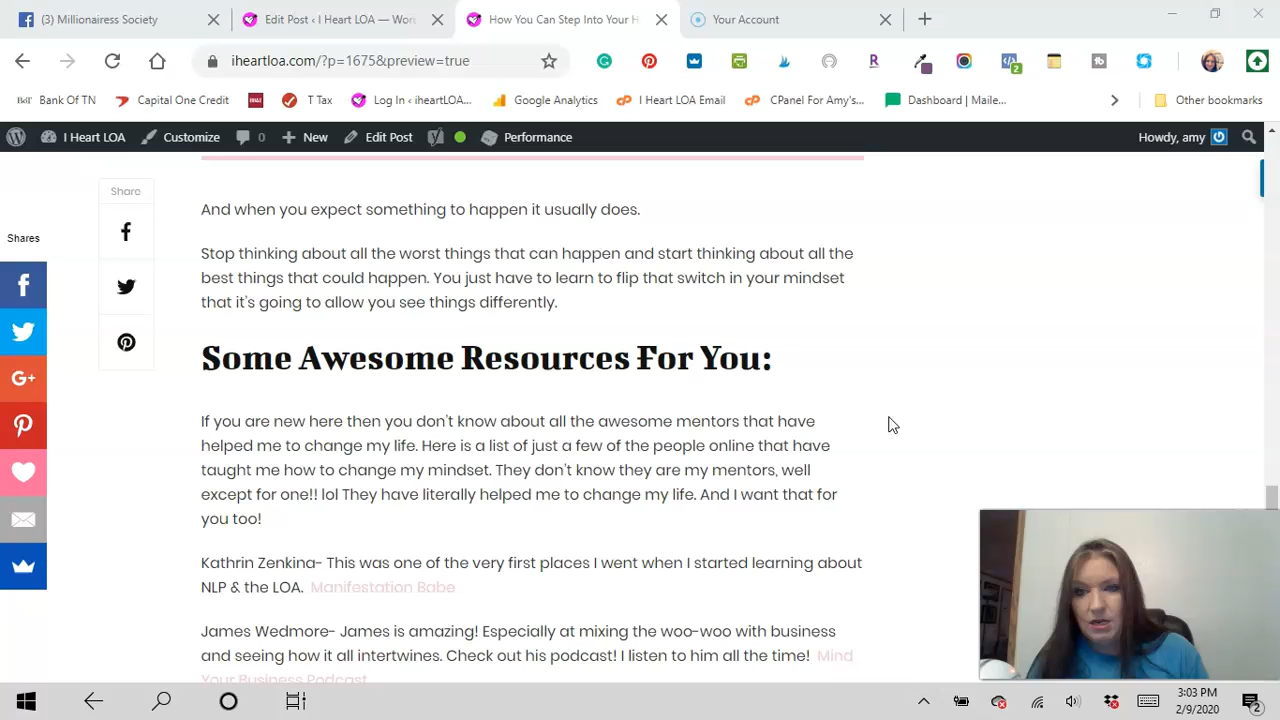 (3) Millionairess Society
Edit Post ‹ I Heart LOA — Wor
How You Can Step Into Your H
Your Account
iheartloa.com/?p=1675&preview=true
2
Bank Of TN
Capital One Credit
T Tax
Log In ‹ iheartLOA...
Google Analytics
I Heart LOA Email
CPanel For Amy's...
Dashboard | Maile...
Other bookmarks
I Heart LOA
Customize
0
New
Edit Post
Performance
Howdy, amy
Share
Shares
And when you expect something to happen it usually does.
Stop thinking about all the worst things that can happen and start thinking about all the
best things that could happen. You just have to learn to flip that switch in your mindset
that it's going to allow you see things differently.
Some Awesome Resources For You:
If you are new here then you don't know about all the awesome mentors that have
helped me to change my life. Here is a list of just a few of the people online that have
taught me how to change my mindset. They don't know they are my mentors, well
except for one!! lol They have literally helped me to change my life. And I want that for
you too!
Kathrin Zenkina- This was one of the very first places I went when I started learning about
NLP & the LOA. Manifestation Babe
James Wedmore- James is amazing! Especially at mixing the woo-woo with business
and seeing how it all intertwines. Check out his podcast! I listen to him all the time! Mind
Your Business Podcast
3:03 PM
2/9/2020
2